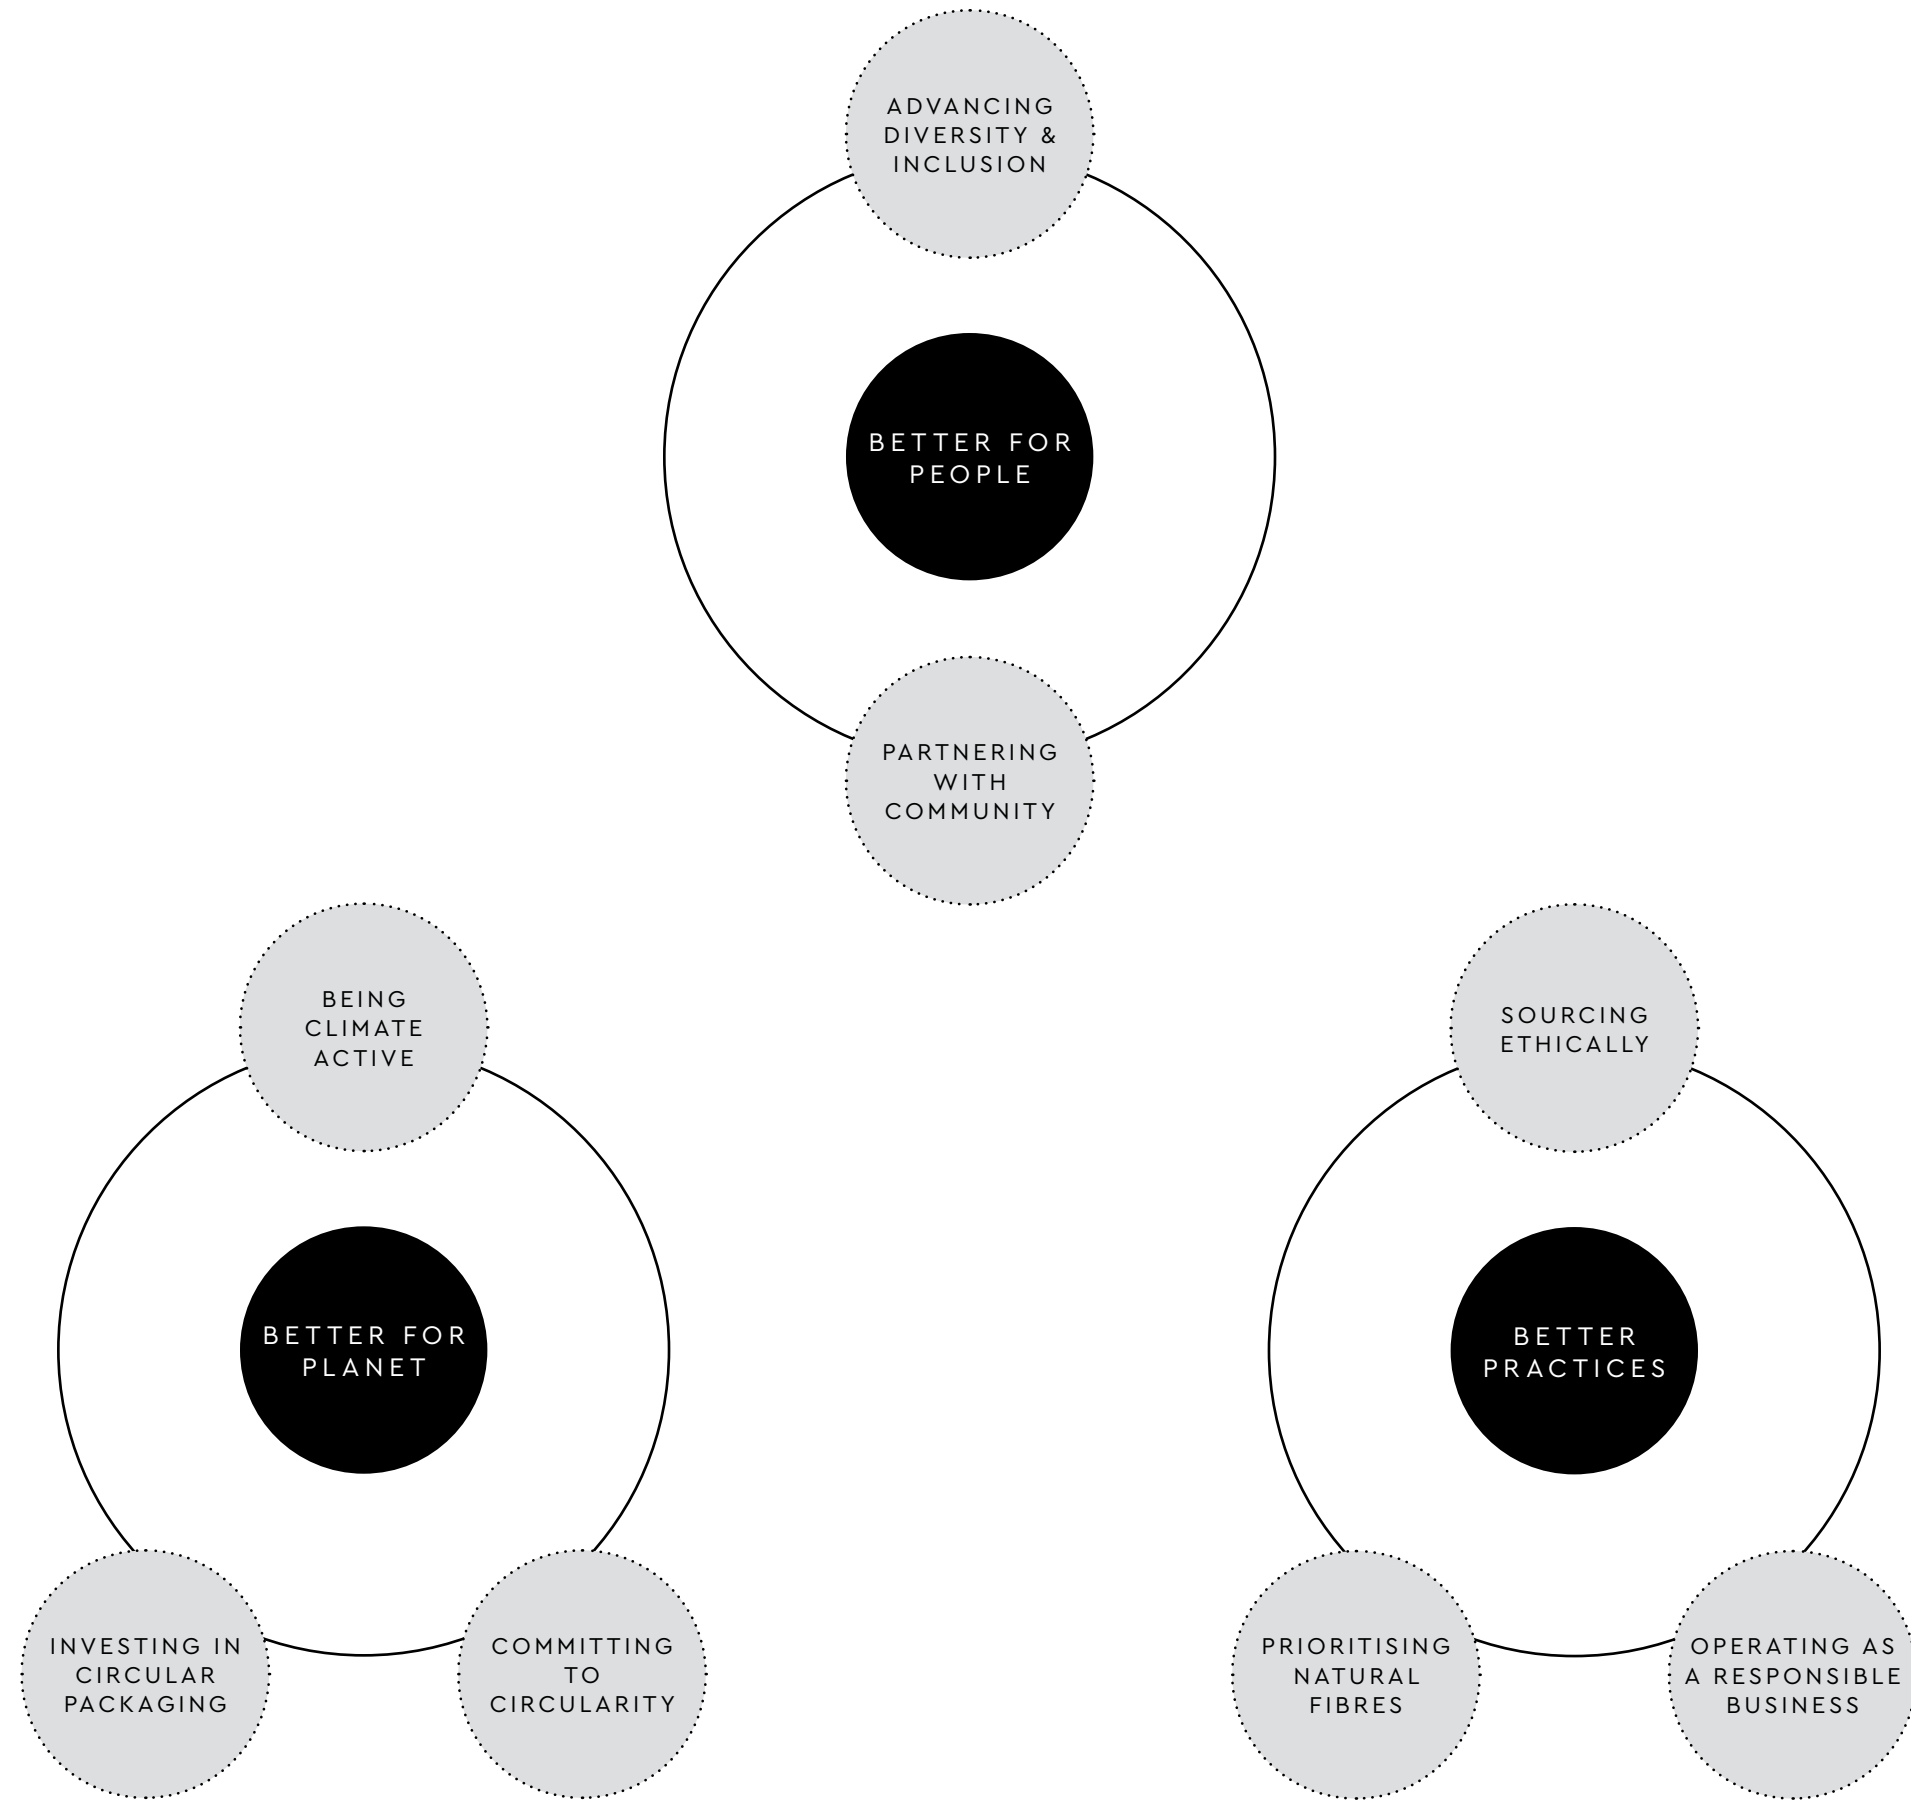 ADVANCING
DIVERSITY &
INCLUSION
BETTER FOR
PEOPLE
PARTNERING
WITH
COMMUNITY
BEING
CLIMATE
ACTIVE
BETTER FOR
PLANET
INVESTING IN
CIRCULAR
PACKAGING
COMMITTING
TO
CIRCULARITY
SOURCING
ETHICALLY
BETTER
PRACTICES
PRIORITISING
NATURAL
FIBRES
OPERATING AS
A RESPONSIBLE
BUSINESS